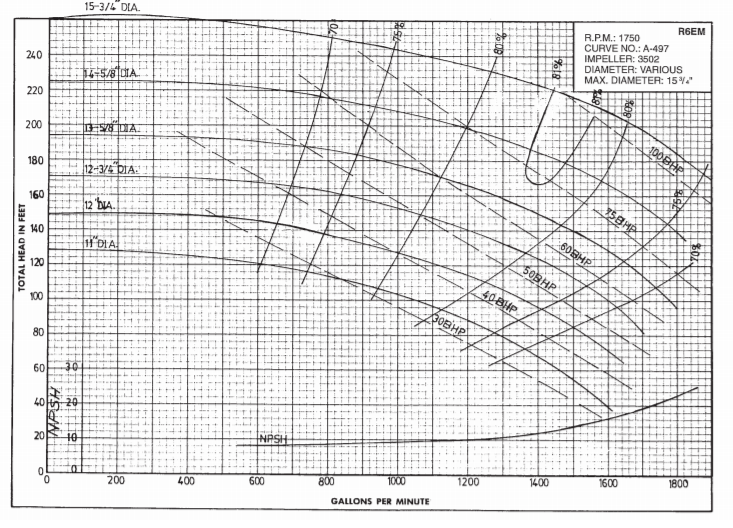 15-3/4" DIA.
R6EM
R.P.M.: 1750
CURVE NO.: A-497
IMPELLER: 3502
DIAMETER: VARIOUS
MAX. DIAMETER: 15 3/4"
14-5/8" DIA.
13-5/8" DIA.
12-3/4" DIA.
12" DIA.
11" DIA.
70%
75%
80%
81%
81%
80%
75%
70%
100BHP
75BHP
60BHP
50BHP
40BHP
30BHP
TOTAL HEAD IN FEET
240
220
200
180
160
140
120
100
80
60
40
20
0
NPSH
30
20
10
0
NPSH
0 200 400 600 800 1000 1200 1400 1600 1800
GALLONS PER MINUTE